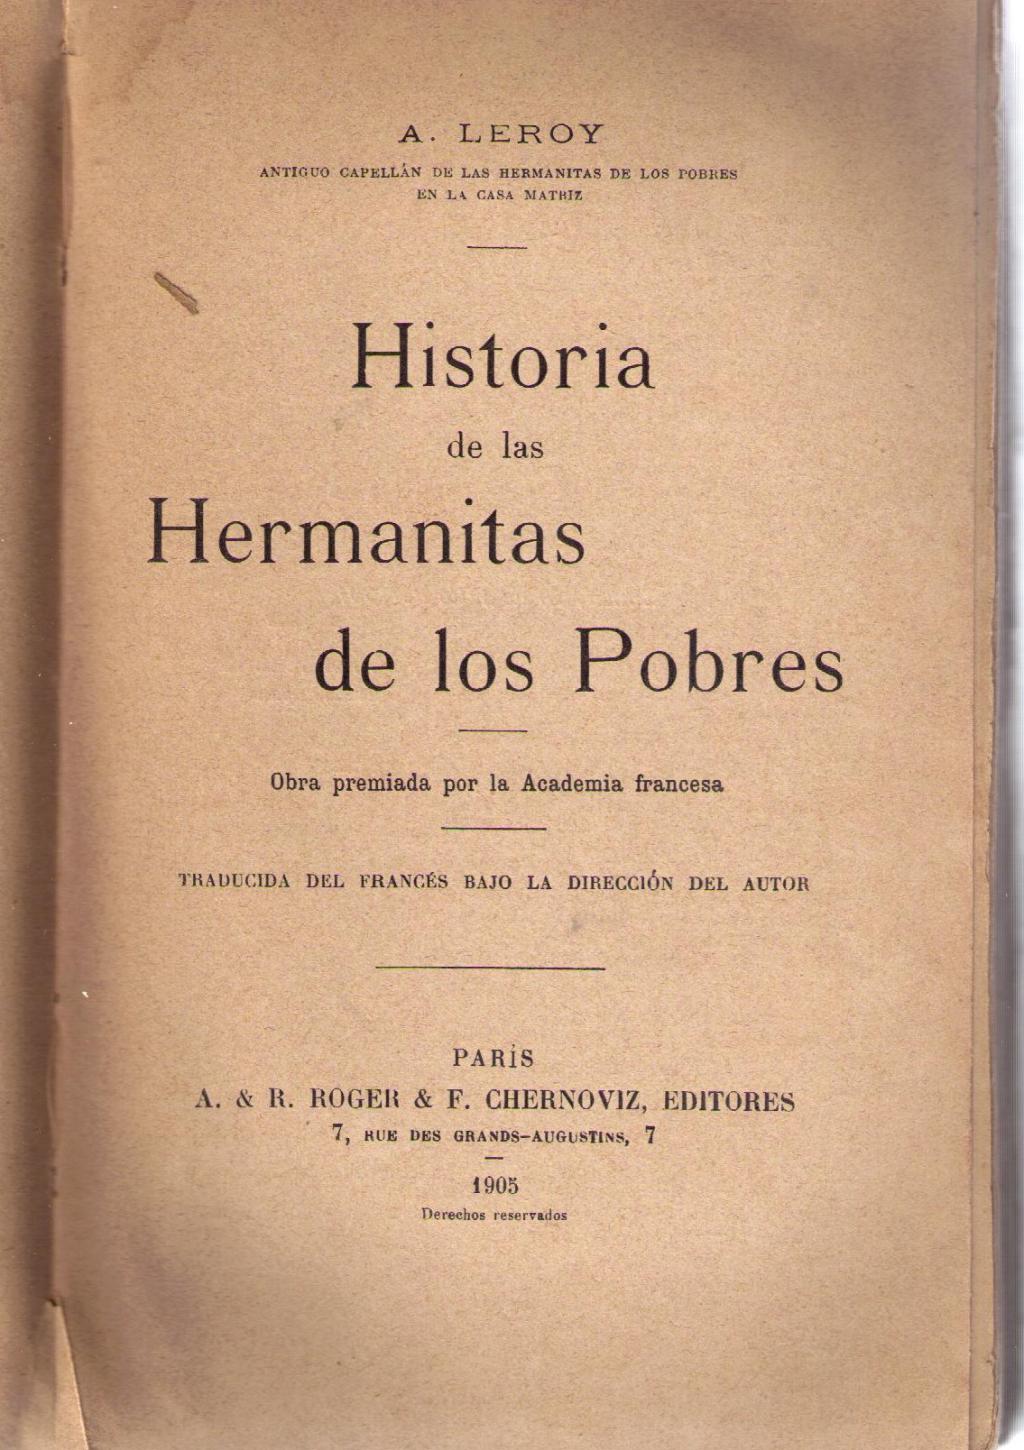 A. LEROY
ANTIGUO CAPELLÁN DE LAS HERMANITAS DE LOS POBRES
EN LA CASA MATRIZ
Historia
de las
Hermanitas
de los Pobres
Obra premiada por la Academia francesa
TRADUCIDA DEL FRANCÉS BAJO LA DIRECCIÓN DEL AUTOR
PARÍS
A. & R. ROGER & F. CHERNOVIZ, EDITORES
7, RUE DES GRANDS-AUGUSTINS, 7
1905
Derechos reservados